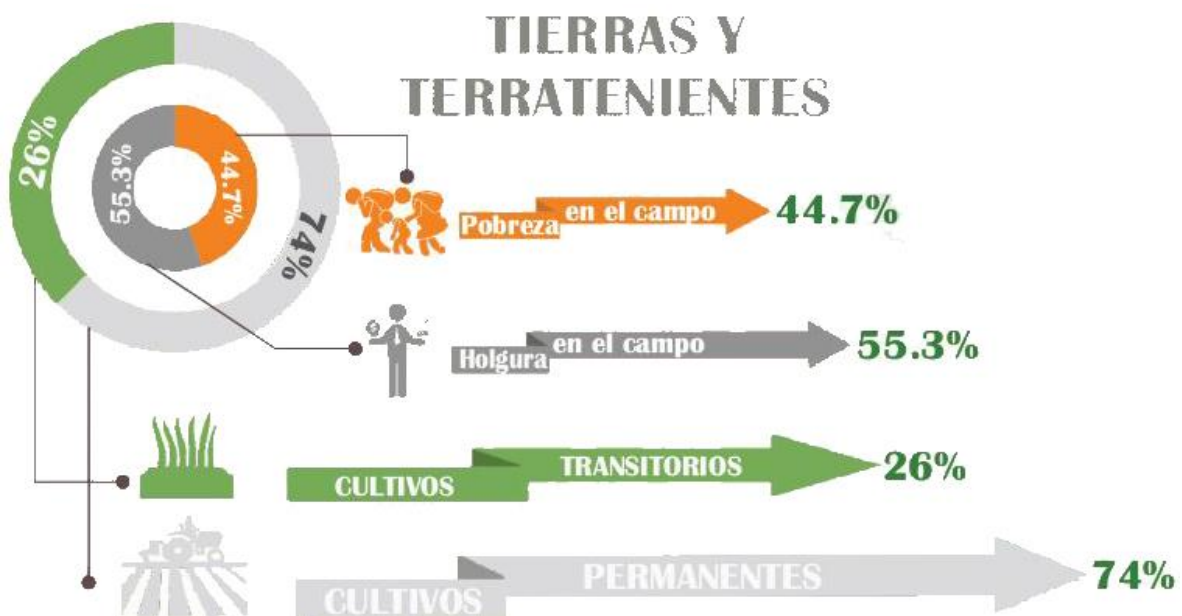 TIERRAS Y
TERRATENIENTES
26%
55.3%
44.7%
74%
Pobreza en el campo 44.7%
Holgura en el campo 55.3%
CULTIVOS TRANSITORIOS 26%
CULTIVOS PERMANENTES 74%